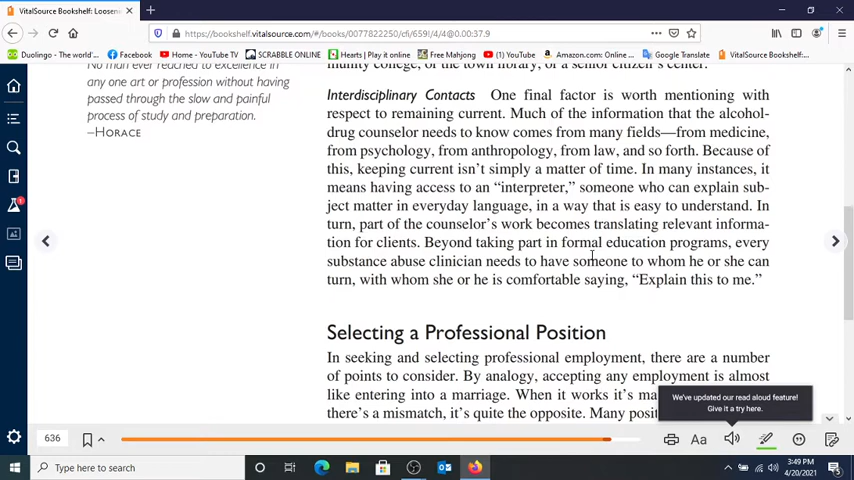 VitalSource Bookshelf: Loosene
https://bookshelf.vitalsource.com/#/books/0077822250/cfi/659!/4/4@0.00:37.9
Duolingo - The world's...
Home - YouTube TV
SCRABBLE ONLINE
Hearts | Play it online
Free Mahjong
(1) YouTube
Amazon.com: Online...
Google Translate
VitalSource Bookshelf:...
No man ever reached to excellence in
any one art or profession without having
passed through the slow and painful
process of study and preparation.
–HORACE
munity college, or the town library, or a senior citizen's center.
Interdisciplinary Contacts One final factor is worth mentioning with
respect to remaining current. Much of the information that the alcohol-
drug counselor needs to know comes from many fields—from medicine,
from psychology, from anthropology, from law, and so forth. Because of
this, keeping current isn't simply a matter of time. In many instances, it
means having access to an “interpreter,” someone who can explain sub-
ject matter in everyday language, in a way that is easy to understand. In
turn, part of the counselor's work becomes translating relevant informa-
tion for clients. Beyond taking part in formal education programs, every
substance abuse clinician needs to have someone to whom he or she can
turn, with whom she or he is comfortable saying, “Explain this to me.”
Selecting a Professional Position
In seeking and selecting professional employment, there are a number
of points to consider. By analogy, accepting any employment is almost
like entering into a marriage. When it works it's ma
there's a mismatch, it's quite the opposite. Many posit
We've updated our read aloud feature!
Give it a try here.
636
Aa
Type here to search
3:49 PM
4/20/2021
5